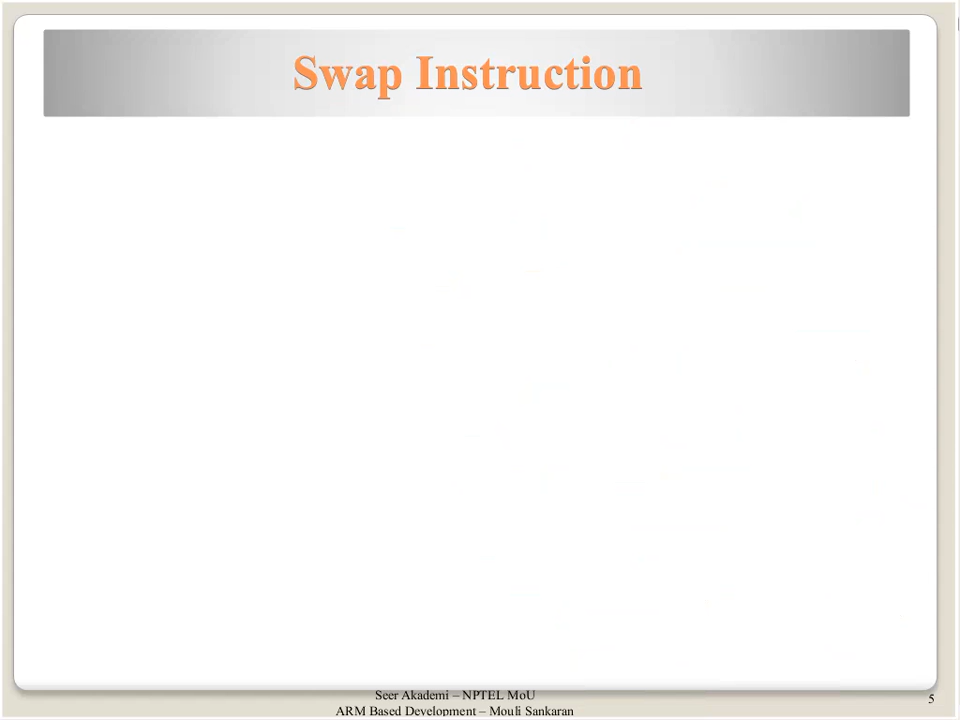 Swap Instruction
Seer Akademi – NPTEL MoU
ARM Based Development – Mouli Sankaran
5